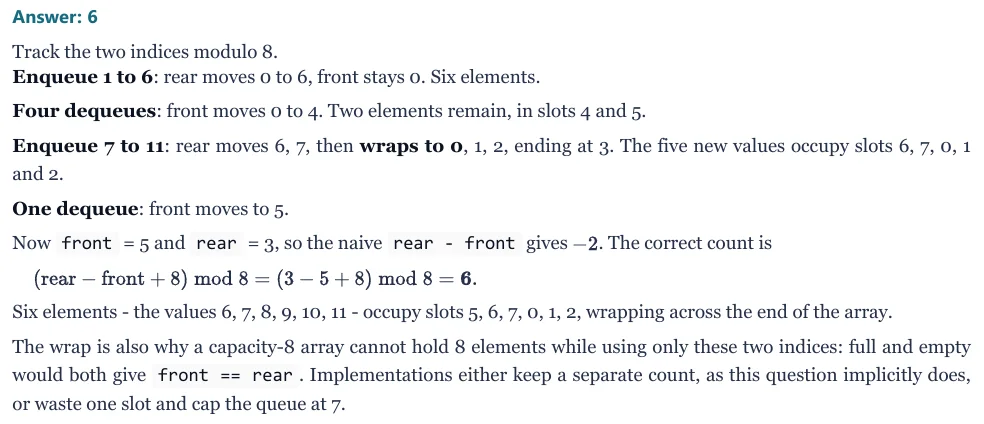 Answer: 6
Track the two indices modulo 8.
Enqueue 1 to 6: rear moves 0 to 6, front stays 0. Six elements.
Four dequeues: front moves 0 to 4. Two elements remain, in slots 4 and 5.
Enqueue 7 to 11: rear moves 6, 7, then wraps to 0, 1, 2, ending at 3. The five new values occupy slots 6, 7, 0, 1
and 2.
One dequeue: front moves to 5.
Now front = 5 and rear = 3, so the naive rear - front gives −2. The correct count is
(rear − front + 8) mod 8 = (3 − 5 + 8) mod 8 = 6.
Six elements - the values 6, 7, 8, 9, 10, 11 - occupy slots 5, 6, 7, 0, 1, 2, wrapping across the end of the array.
The wrap is also why a capacity-8 array cannot hold 8 elements while using only these two indices: full and empty
would both give front == rear . Implementations either keep a separate count, as this question implicitly does,
or waste one slot and cap the queue at 7.